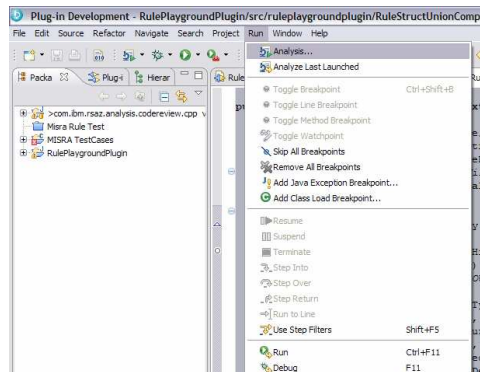 Plug-in Development - RulePlaygroundPlugin/src/ruleplaygroundplugin/RuleStructUnionComp
File Edit Source Refactor Navigate Search Project Run Window Help
Packa Plug-i Hierar Rule
>com.ibm.rsaz.analysis.codereview.cpp
Misra Rule Test
MISRA TestCases
RulePlaygroundPlugin
Analysis...
Analyze Last Launched
Toggle Breakpoint Ctrl+Shift+B
Toggle Line Breakpoint
Toggle Method Breakpoint
Toggle Watchpoint
Skip All Breakpoints
Remove All Breakpoints
Add Java Exception Breakpoint...
Add Class Load Breakpoint...
Resume
Suspend
Terminate
Step Into
Step Over
Step Return
Run to Line
Use Step Filters Shift+F5
Run Ctrl+F11
Debug F11